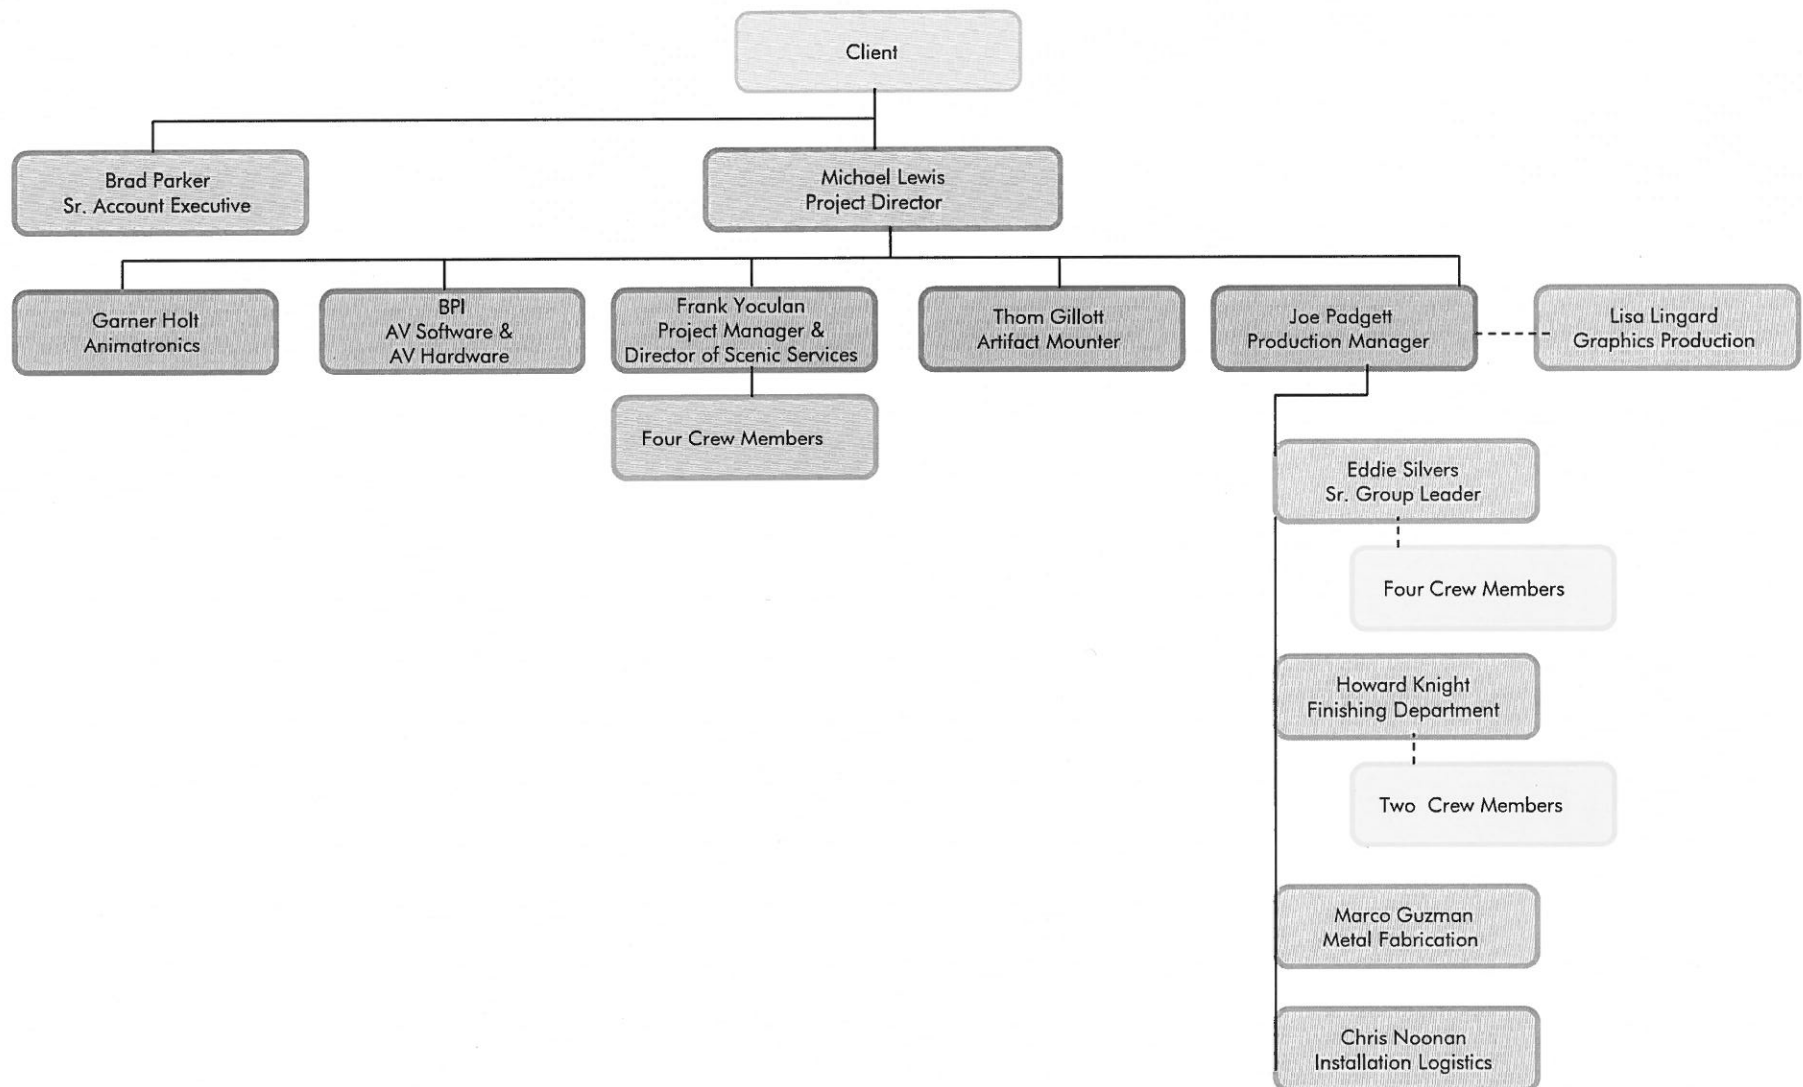 Client
Brad Parker
Sr. Account Executive
Michael Lewis
Project Director
Garner Holt
Animatronics
BPI
AV Software &
AV Hardware
Frank Yoculan
Project Manager &
Director of Scenic Services
Thom Gillott
Artifact Mounter
Joe Padgett
Production Manager
Lisa Lingard
Graphics Production
Four Crew Members
Eddie Silvers
Sr. Group Leader
Four Crew Members
Howard Knight
Finishing Department
Two Crew Members
Marco Guzman
Metal Fabrication
Chris Noonan
Installation Logistics